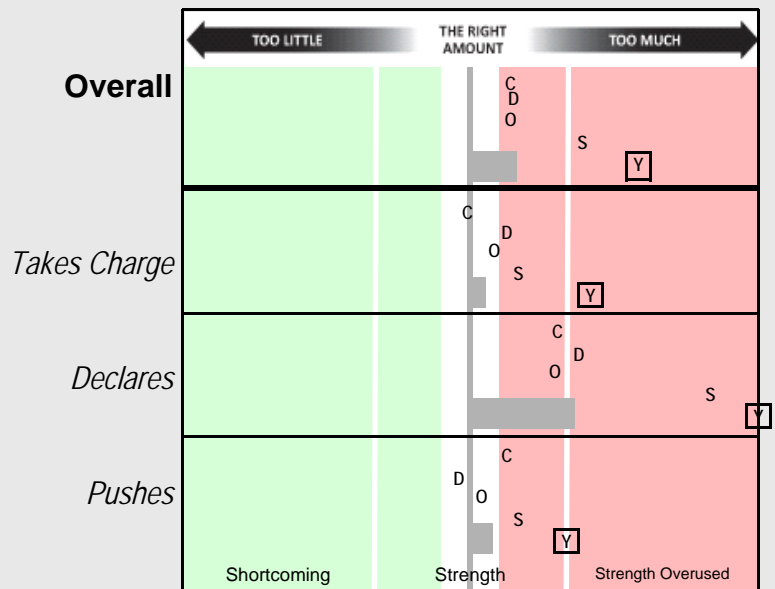 TOO LITTLE
THE RIGHT
AMOUNT
TOO MUCH
Overall
C
D
O
S
Y
Takes Charge
C
D
O
S
Y
Declares
C
D
O
S
Y
Pushes
C
D
O
S
Y
Shortcoming
Strength
Strength Overused